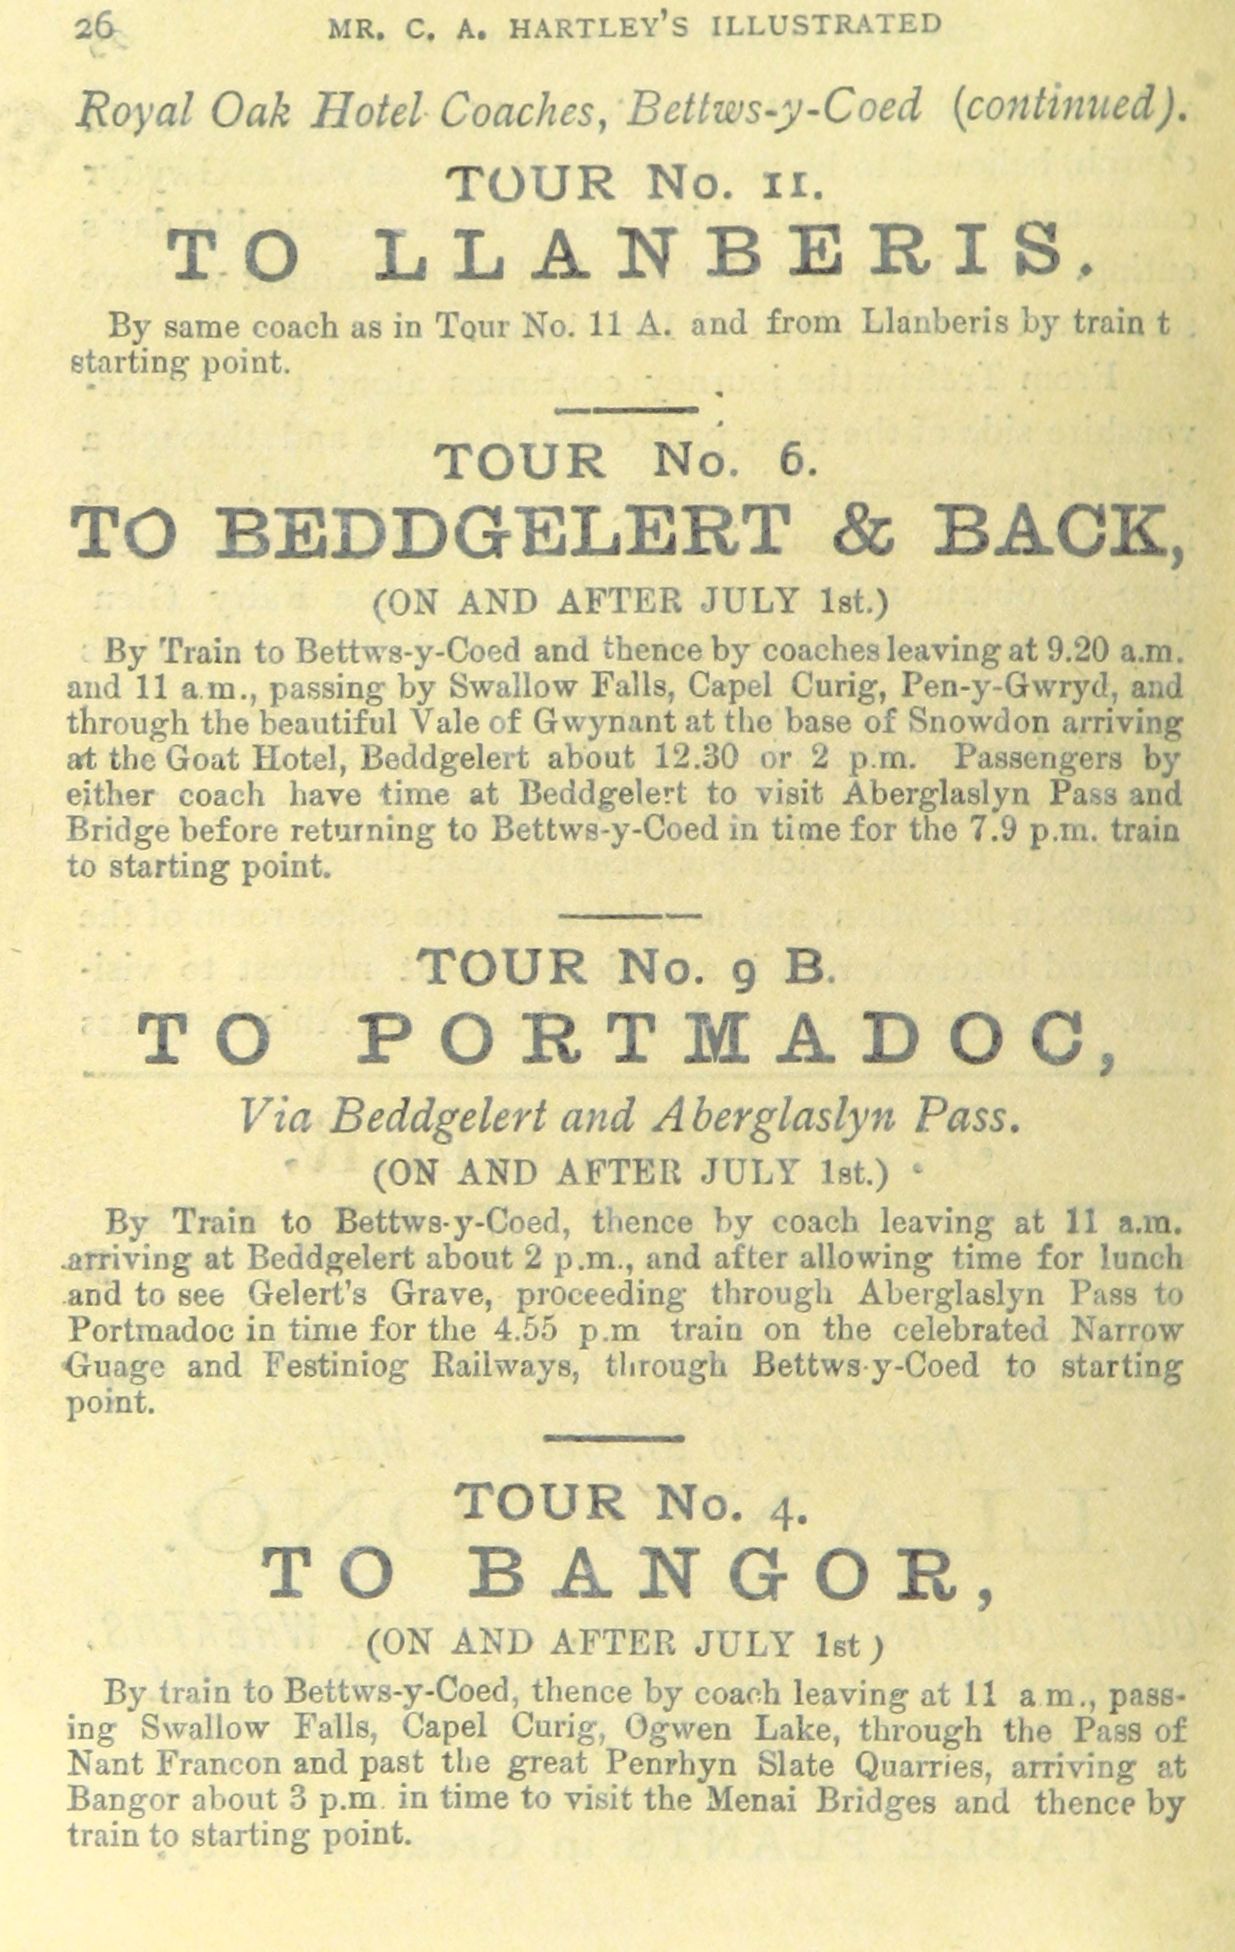 26 MR. C. A. HARTLEY'S ILLUSTRATED
Royal Oak Hotel Coaches, Bettws-y-Coed (continued).
TOUR No. 11.
TO LLANBERIS.
By same coach as in Tour No. 11 A. and from Llanberis by train t
starting point.
TOUR No. 6.
TO BEDDGELERT & BACK,
(ON AND AFTER JULY 1st.)
By Train to Bettws-y-Coed and thence by coaches leaving at 9.20 a.m.
and 11 a.m., passing by Swallow Falls, Capel Curig, Pen-y-Gwryd, and
through the beautiful Vale of Gwynant at the base of Snowdon arriving
at the Goat Hotel, Beddgelert about 12.30 or 2 p.m. Passengers by
either coach have time at Beddgelert to visit Aberglaslyn Pass and
Bridge before returning to Bettws-y-Coed in time for the 7.9 p.m. train
to starting point.
TOUR No. 9 B.
TO PORTMADOC,
Via Beddgelert and Aberglaslyn Pass.
(ON AND AFTER JULY 1st.)
By Train to Bettws-y-Coed, thence by coach leaving at 11 a.m.
arriving at Beddgelert about 2 p.m., and after allowing time for lunch
and to see Gelert's Grave, proceeding through Aberglaslyn Pass to
Portmadoc in time for the 4.55 p.m train on the celebrated Narrow
Guage and Festiniog Railways, through Bettws-y-Coed to starting
point.
TOUR No. 4.
TO BANGOR,
(ON AND AFTER JULY 1st)
By train to Bettws-y-Coed, thence by coach leaving at 11 a m., pass-
ing Swallow Falls, Capel Curig, Ogwen Lake, through the Pass of
Nant Francon and past the great Penrhyn Slate Quarries, arriving at
Bangor about 3 p.m. in time to visit the Menai Bridges and thence by
train to starting point.